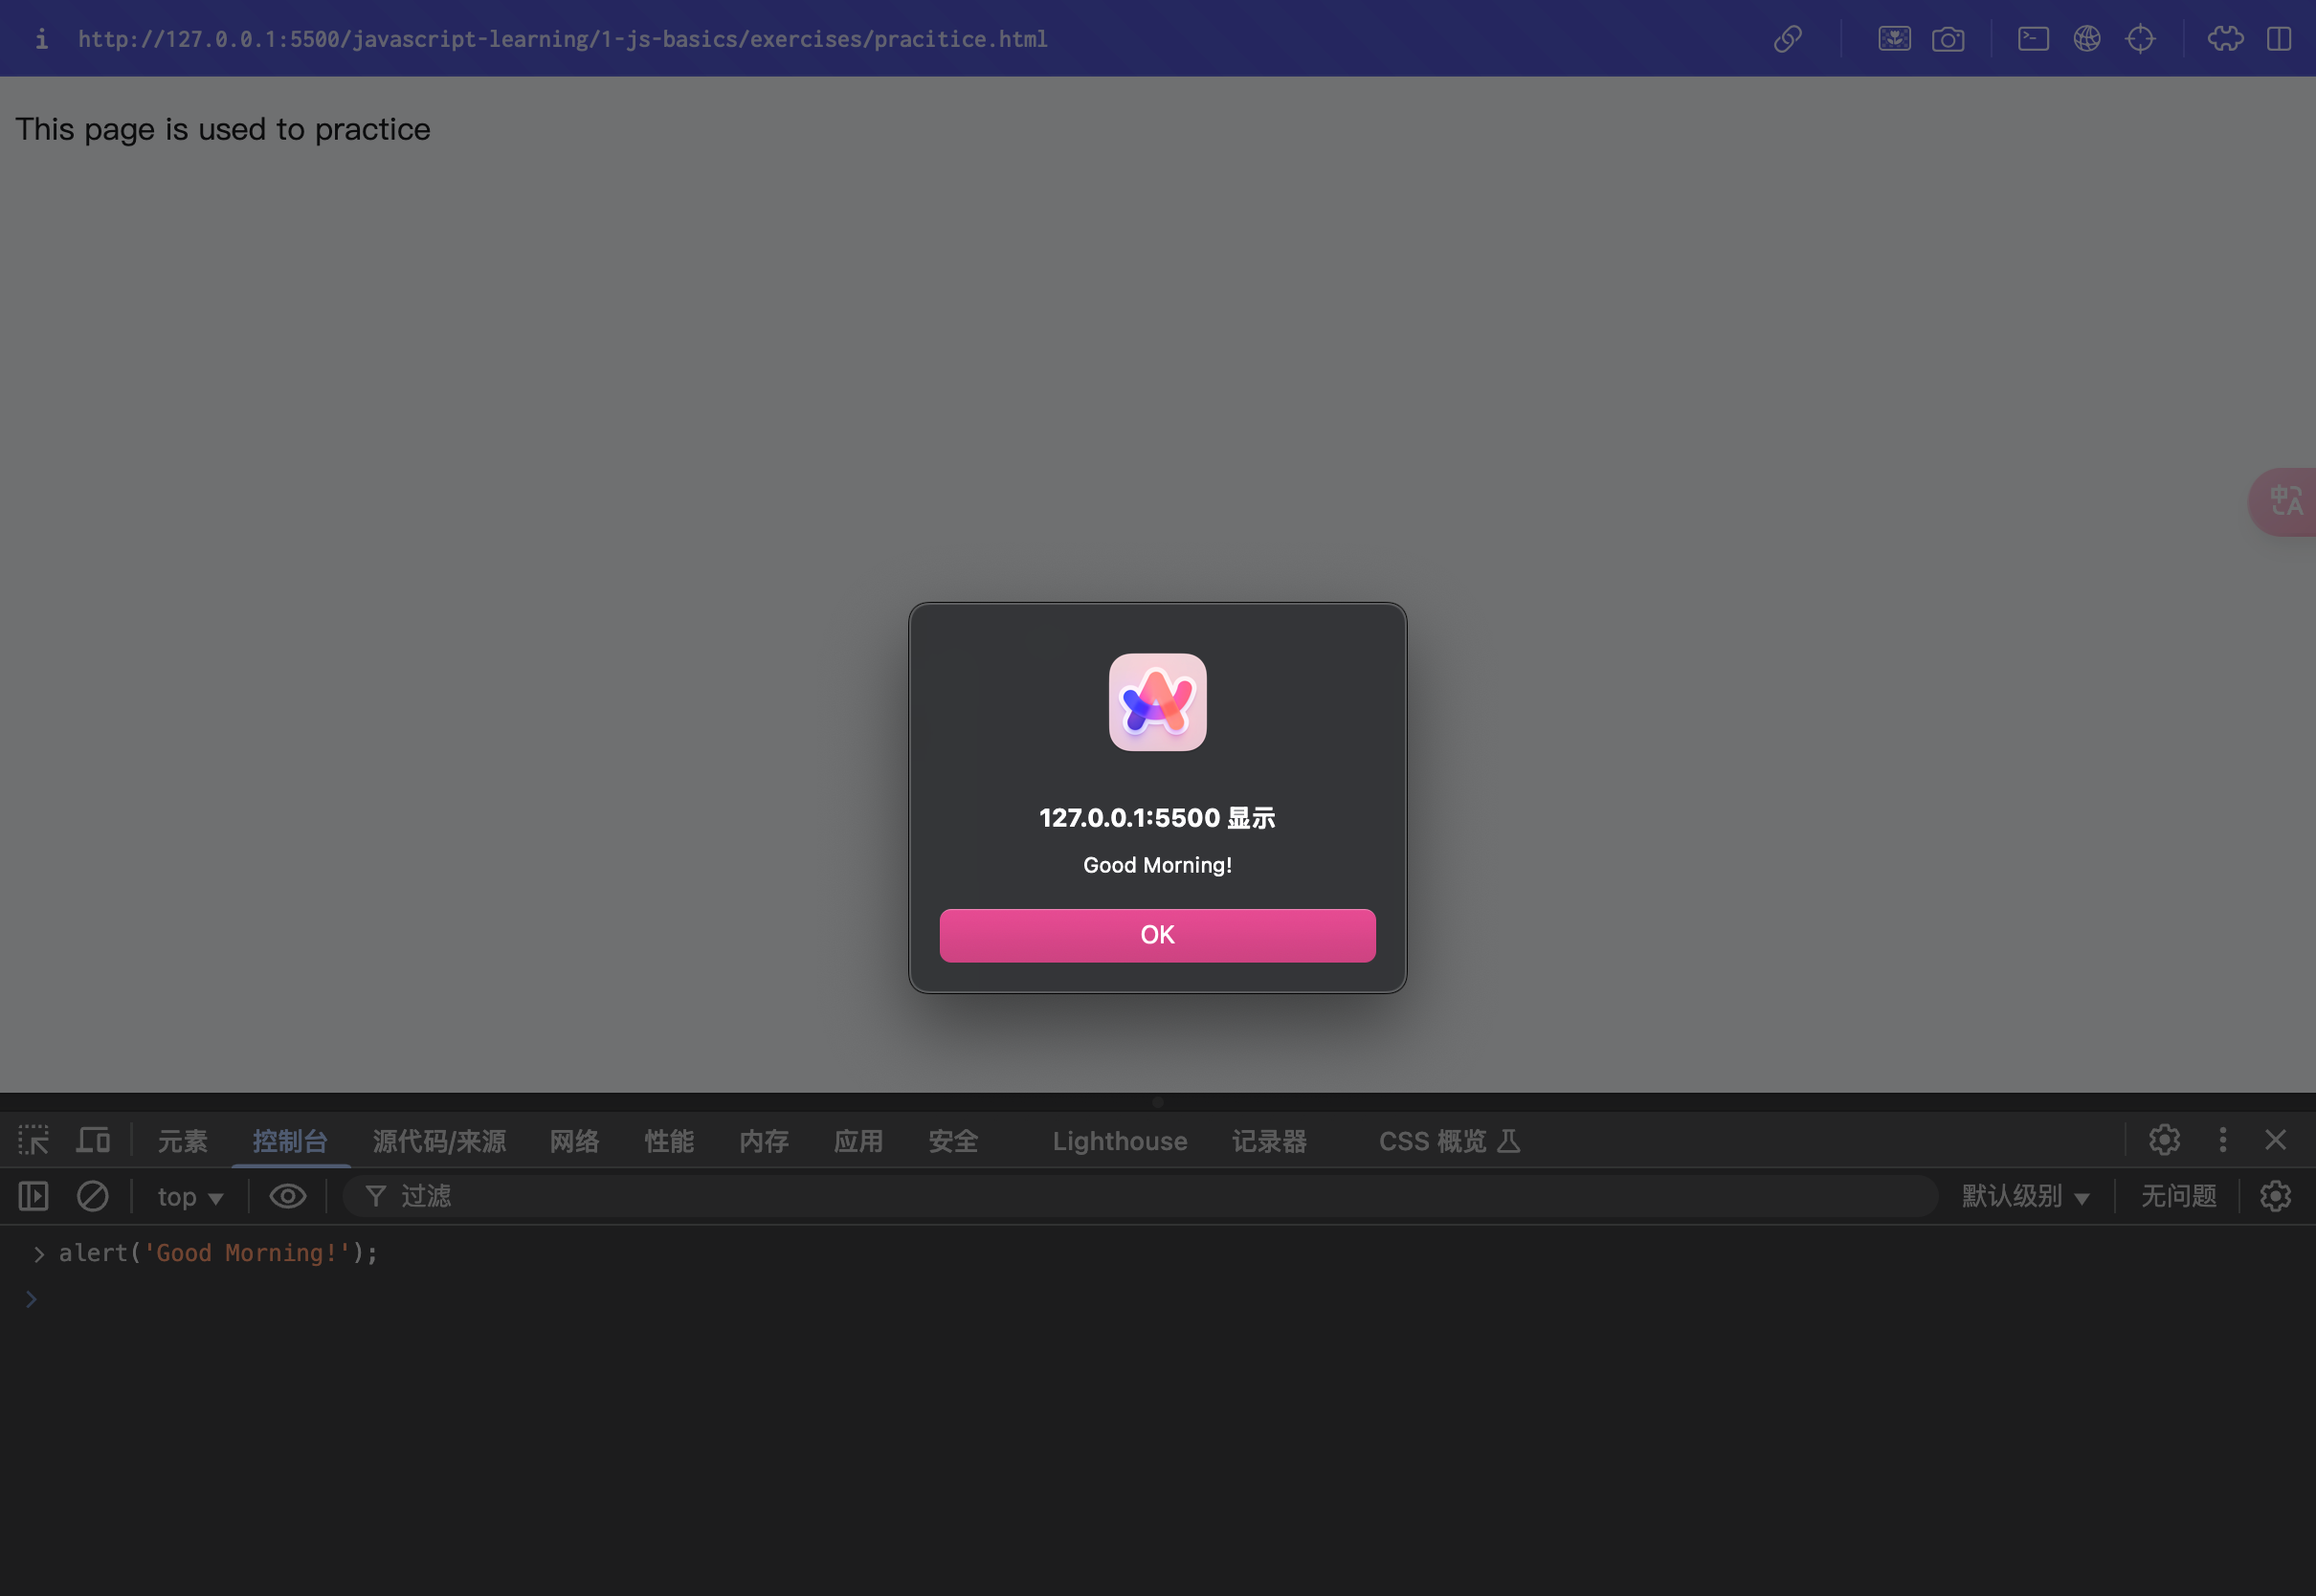 http://127.0.0.1:5500/javascript-learning/1-js-basics/exercises/pracitice.html
This page is used to practice
中A
127.0.0.1:5500 显示
Good Morning!
OK
元素 控制台 源代码/来源 网络 性能 内存 应用 安全 Lighthouse 记录器 CSS 概览
top 过滤 默认级别 无问题
> alert('Good Morning!');
>